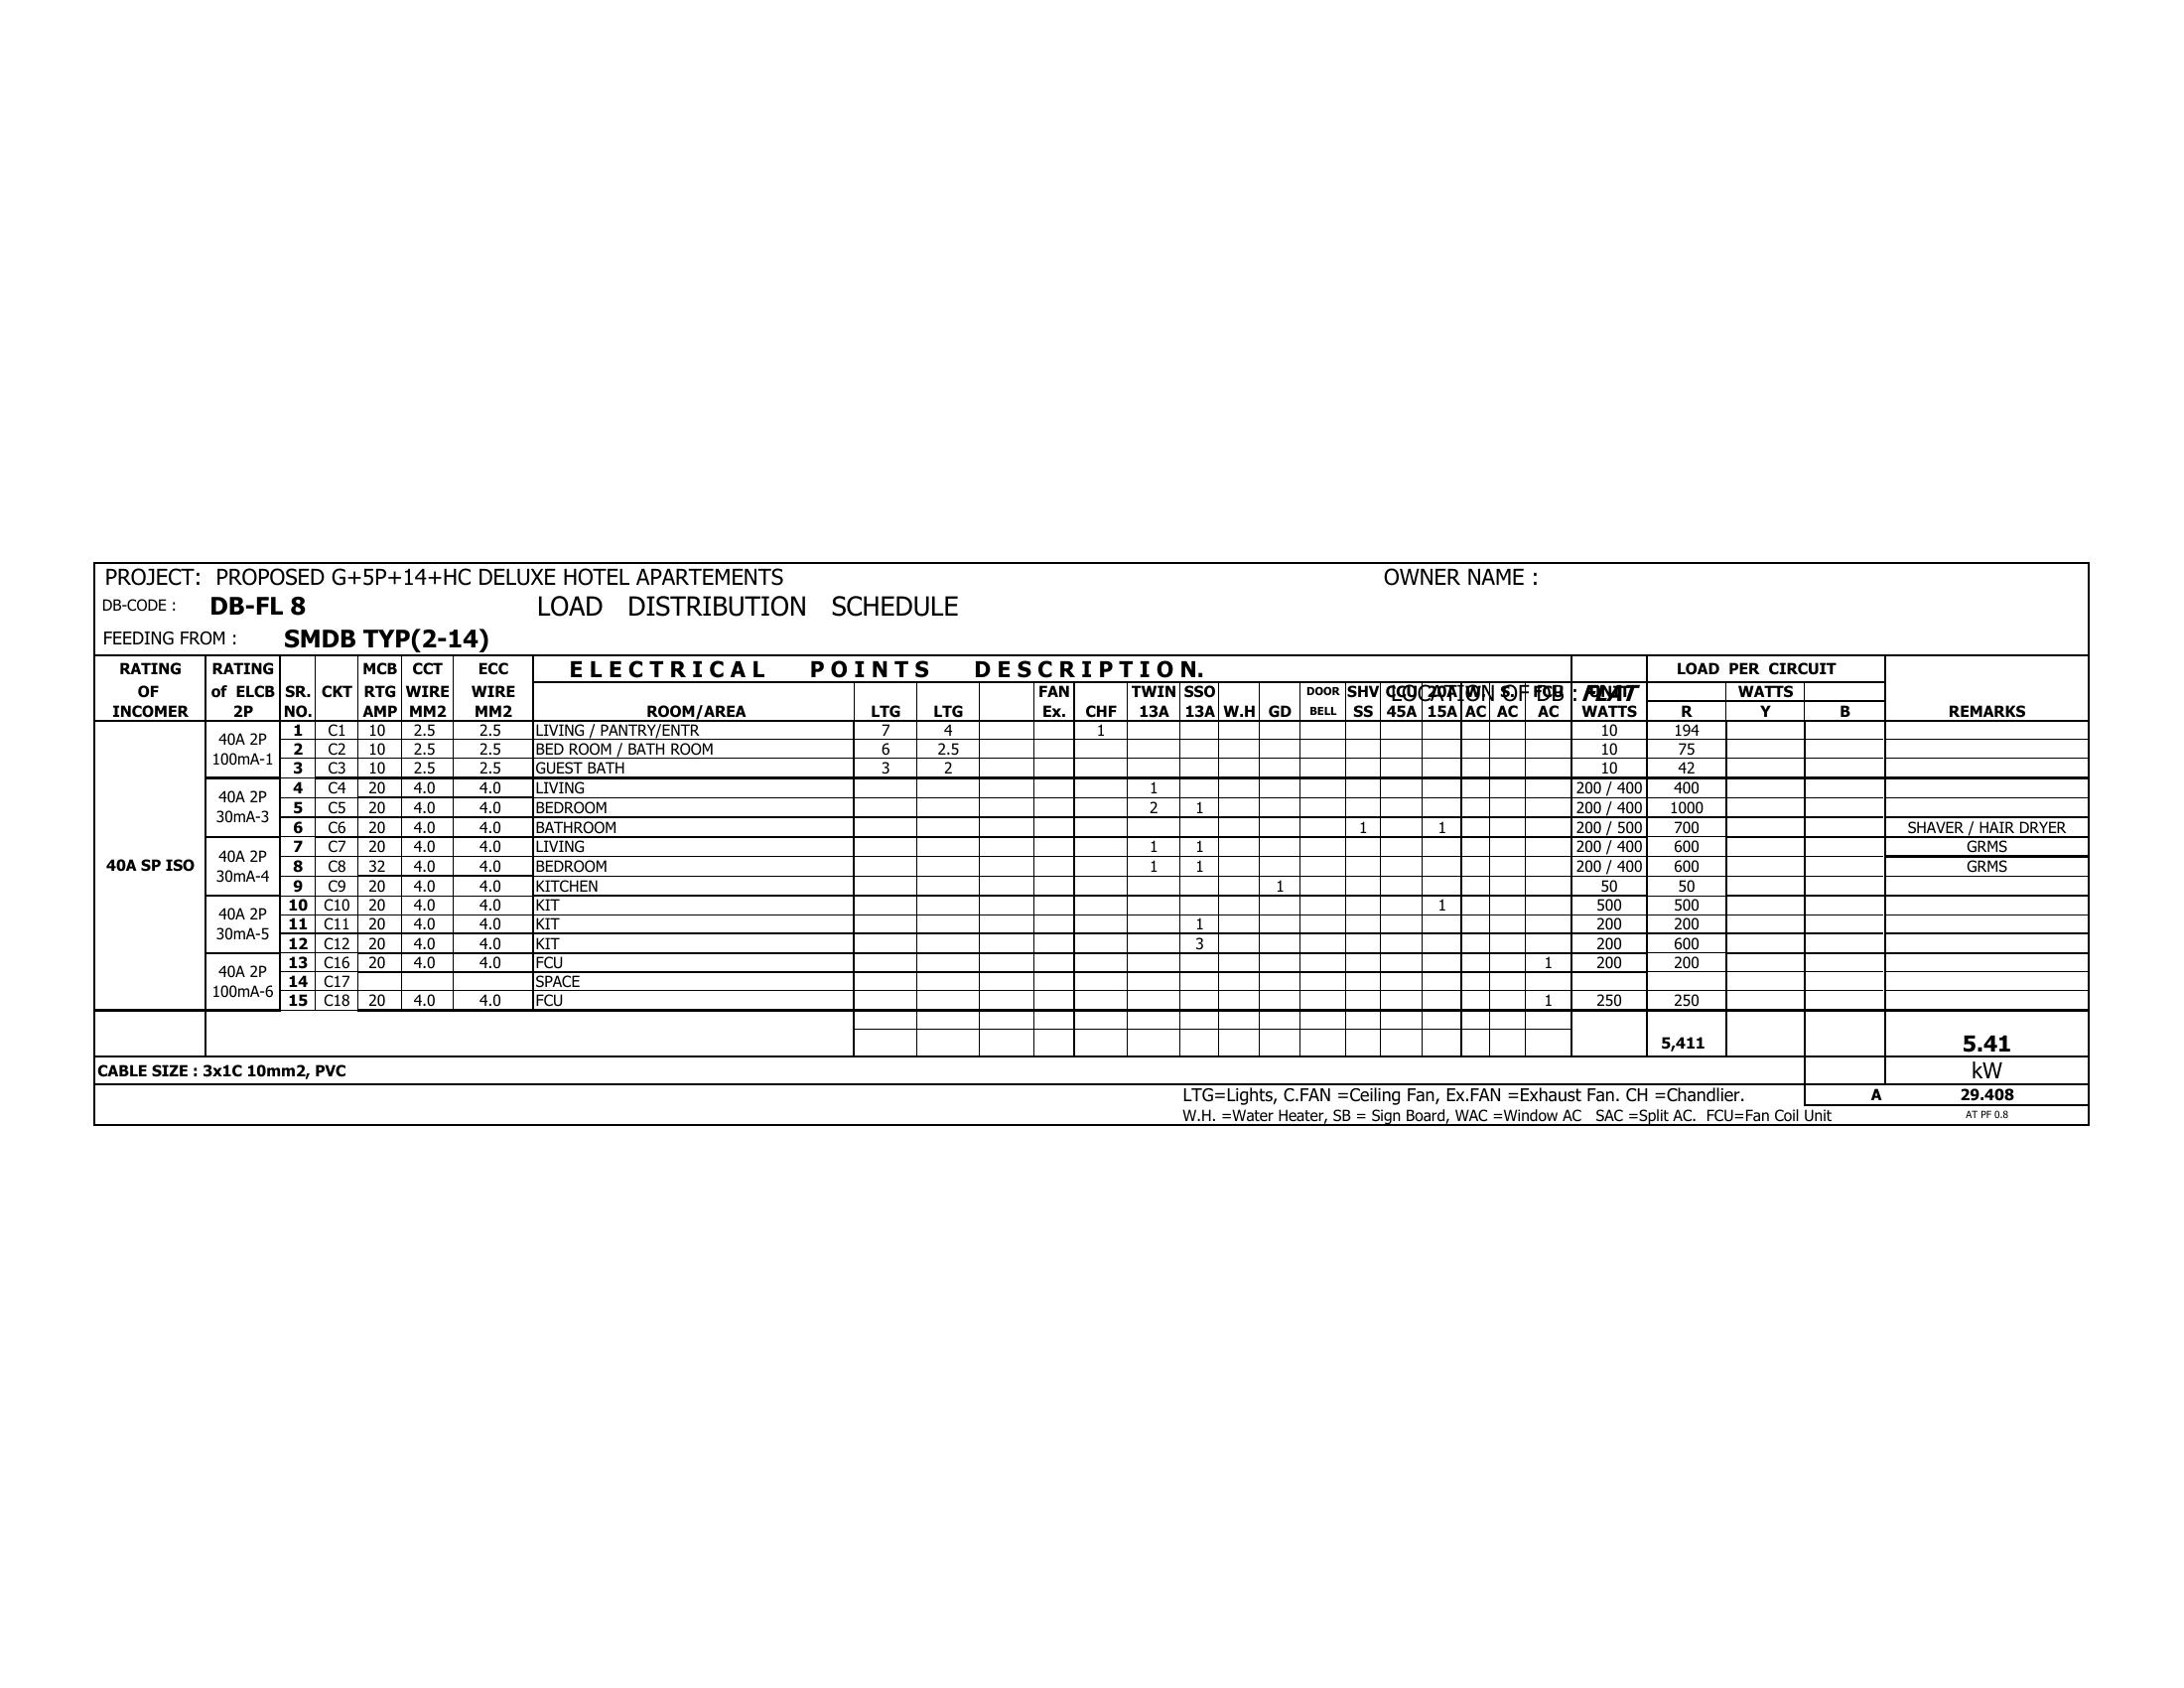 PROJECT: PROPOSED G+5P+14+HC DELUXE HOTEL APARTEMENTS OWNER NAME :
DB-CODE : DB-FL 8 LOAD DISTRIBUTION SCHEDULE
FEEDING FROM : SMDB TYP(2-14)
RATING RATING MCB CCT ECC ELECTRICAL POINTS DESCRIPTION. LOAD PER CIRCUIT
OF of ELCB SR. CKT RTG WIRE WIRE FAN TWIN SSO DOOR SHV LOCATION OF DB : FLAT WATTS
INCOMER 2P NO. AMP MM2 MM2 ROOM/AREA LTG LTG Ex. CHF 13A 13A W.H GD BELL SS 45A 15A AC AC AC WATTS R Y B REMARKS
40A SP ISO
40A 2P 100mA-1
1 C1 10 2.5 2.5 LIVING / PANTRY/ENTR 7 4 1 10 194
2 C2 10 2.5 2.5 BED ROOM / BATH ROOM 6 2.5 10 75
3 C3 10 2.5 2.5 GUEST BATH 3 2 10 42
40A 2P 30mA-3
4 C4 20 4.0 4.0 LIVING 1 200 / 400 400
5 C5 20 4.0 4.0 BEDROOM 2 1 200 / 400 1000
6 C6 20 4.0 4.0 BATHROOM 1 1 200 / 500 700 SHAVER / HAIR DRYER
40A 2P 30mA-4
7 C7 20 4.0 4.0 LIVING 1 1 200 / 400 600 GRMS
8 C8 32 4.0 4.0 BEDROOM 1 1 200 / 400 600 GRMS
9 C9 20 4.0 4.0 KITCHEN 1 50 50
40A 2P 30mA-5
10 C10 20 4.0 4.0 KIT 1 500 500
11 C11 20 4.0 4.0 KIT 1 200 200
12 C12 20 4.0 4.0 KIT 3 200 600
40A 2P 100mA-6
13 C16 20 4.0 4.0 FCU 1 200 200
14 C17 SPACE
15 C18 20 4.0 4.0 FCU 1 250 250
5,411 5.41
CABLE SIZE : 3x1C 10mm2, PVC kW
LTG=Lights, C.FAN =Ceiling Fan, Ex.FAN =Exhaust Fan. CH =Chandlier. A 29.408
W.H. =Water Heater, SB = Sign Board, WAC =Window AC SAC =Split AC. FCU=Fan Coil Unit AT PF 0.8